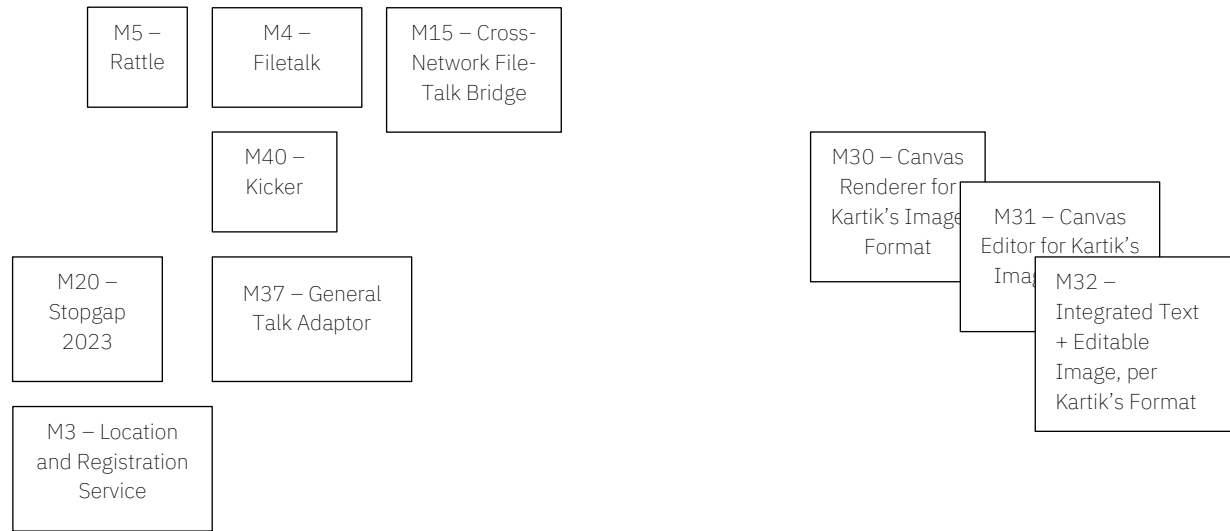 M5 –
Rattle
M4 –
Filetalk
M15 – Cross-
Network File-
Talk Bridge
M40 –
Kicker
M30 – Canvas
Renderer for
Kartik’s Image
Format
M31 – Canvas
Editor for Kartik’s
M20 –
Stopgap
2023
M37 – General
Talk Adaptor
M32 –
Integrated Text
+ Editable
Image, per
Kartik’s Format
M3 – Location
and Registration
Service